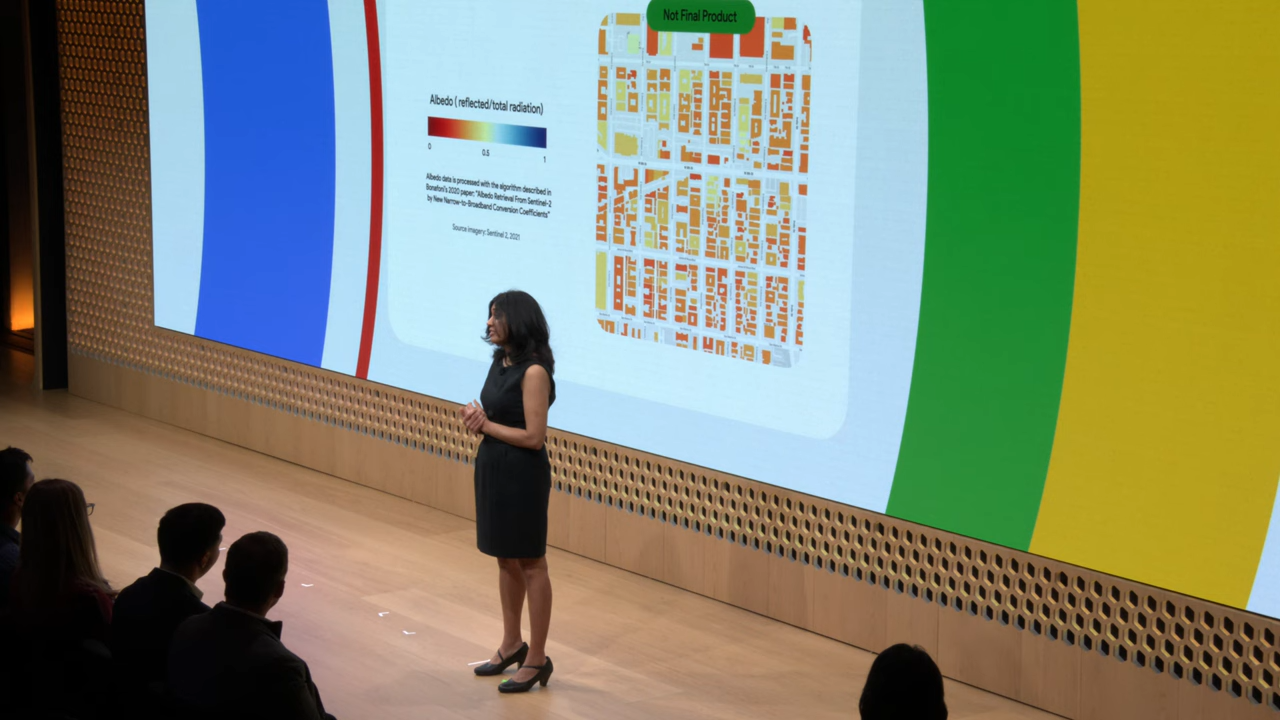 Not Final Product
Albedo ( reflected/total radiation)
0
0.5
1
Albedo data is processed with the algorithm described in
Bonafoni's 2020 paper: "Albedo Retrieval From Sentinel-2
by New Narrow-to-Broadband Conversion Coefficients"
Source imagery: Sentinel 2, 2021